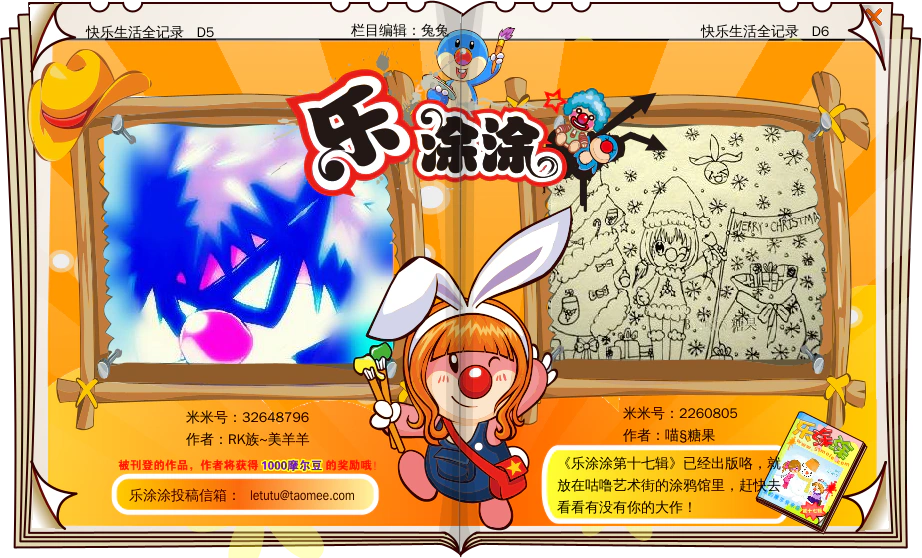 快乐生活全记录 D5
栏目编辑：兔兔
快乐生活全记录 D6
乐涂涂
MERRY CHRISTMA
米米号：32648796
作者：RK族~美羊羊
被刊登的作品，作者将获得 1000摩尔豆 的奖励哦!
乐涂涂投稿信箱： letutu@taomee.com
米米号：2260805
作者：喵§糖果
《乐涂涂第十七辑》已经出版咯，就
放在咕噜艺术街的涂鸦馆里，赶快去
看看有没有你的大作！